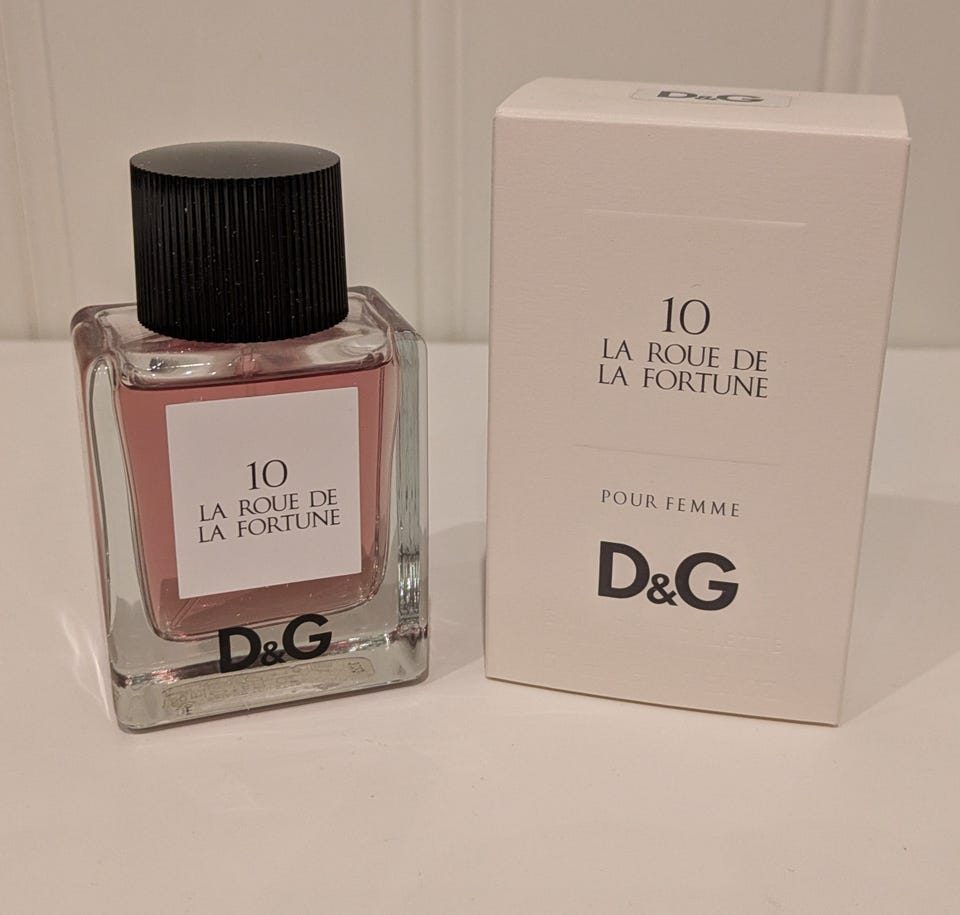 10
LA ROUE DE
LA FORTUNE
D&G
D&G
10
LA ROUE DE
LA FORTUNE
POUR FEMME
D&G